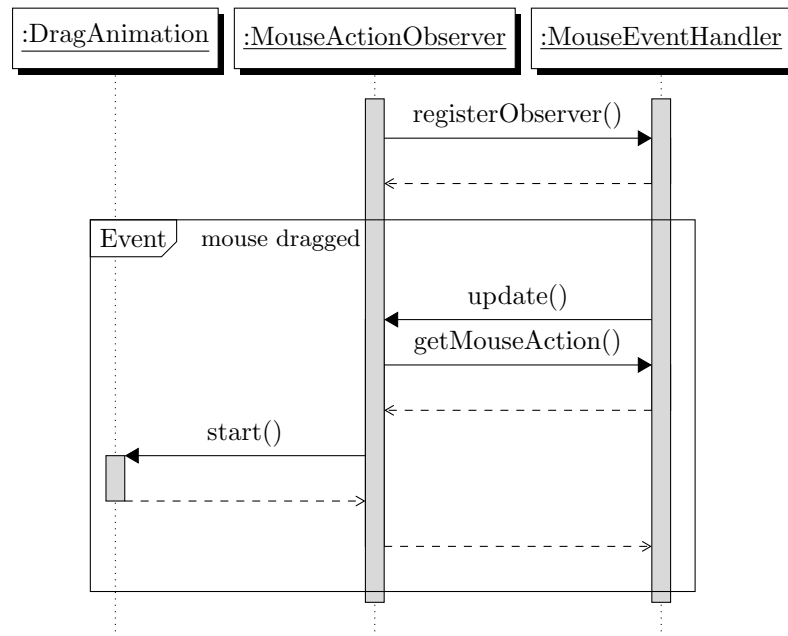 :DragAnimation
:MouseActionObserver
:MouseEventHandler
registerObserver()
Event
mouse dragged
update()
getMouseAction()
start()